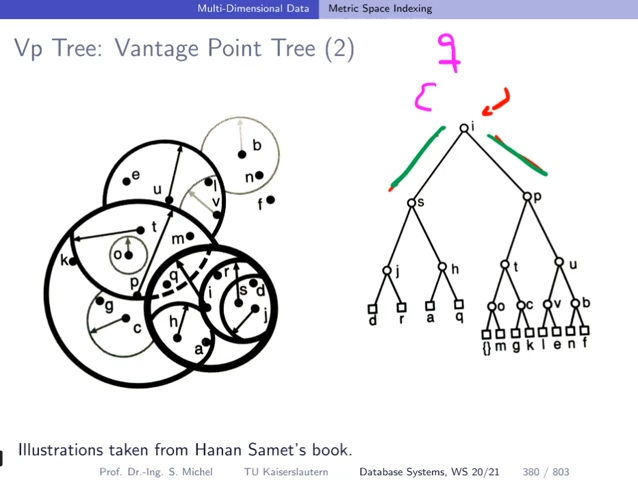 Multi-Dimensional Data Metric Space Indexing
Vp Tree: Vantage Point Tree (2)
q
ε
i
b
e
u
l
n
v
f
s
p
t
m
k
o
p
q
r
j
h
t
u
i
s
d
g
o
c
v
b
h
j
c
d
r
a
q
a
{} m g k l e n f
Illustrations taken from Hanan Samet's book.
Prof. Dr.-Ing. S. Michel TU Kaiserslautern Database Systems, WS 20/21 380 / 803